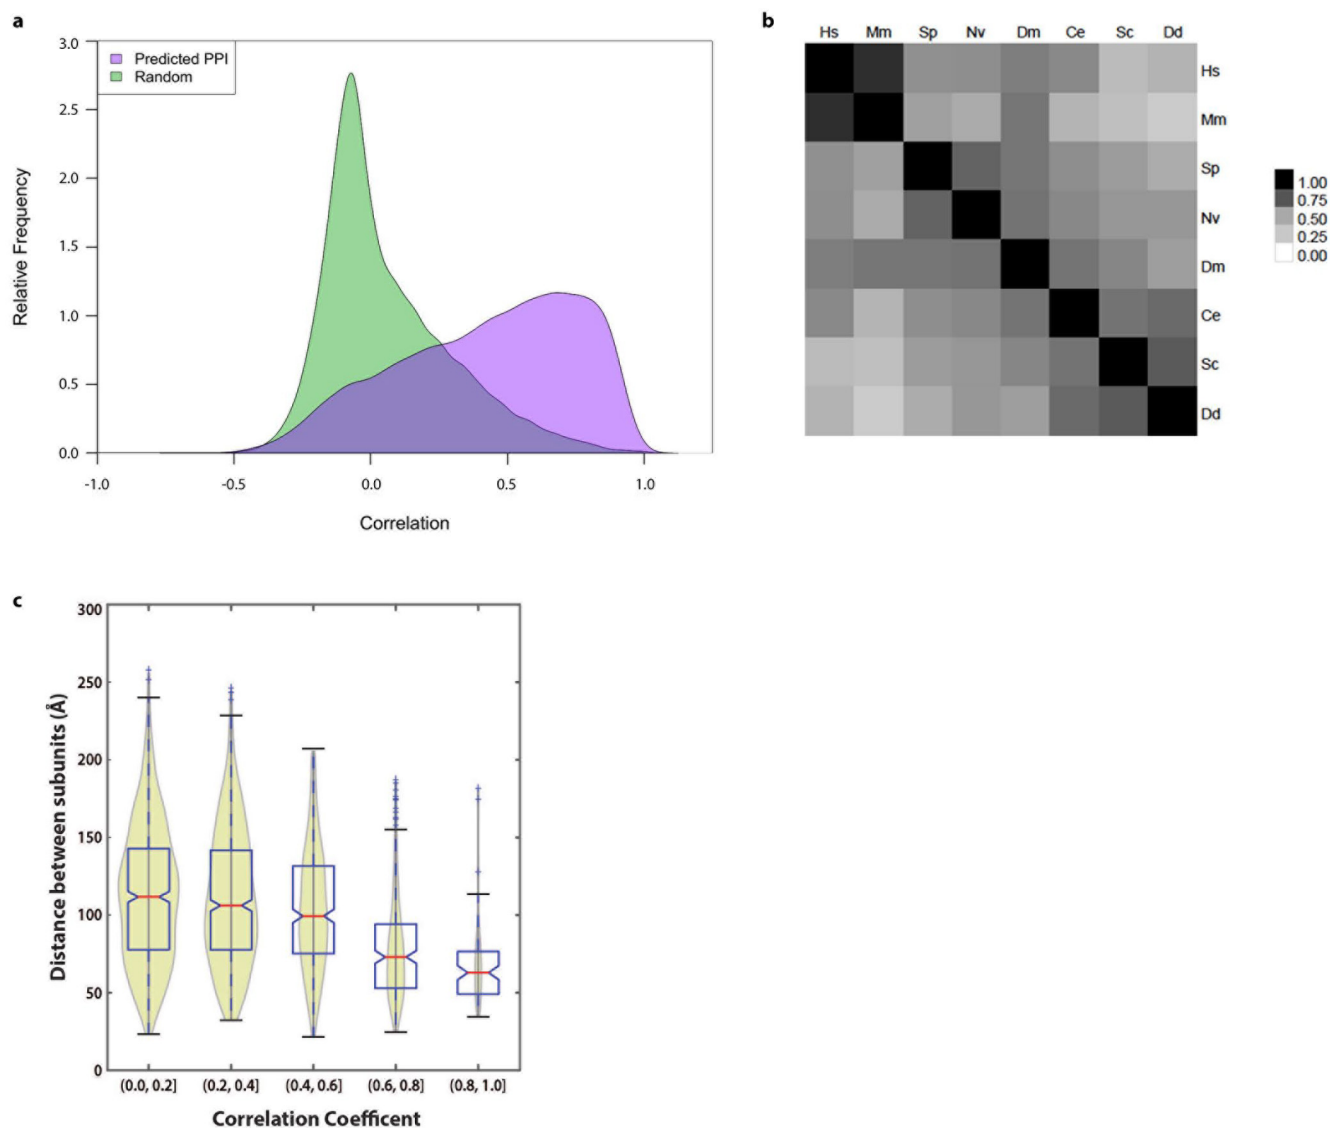 a
3.0
2.5
2.0
1.5
1.0
0.5
0.0
Relative Frequency
Predicted PPI
Random
-1.0 -0.5 0.0 0.5 1.0
Correlation
b
Hs Mm Sp Nv Dm Ce Sc Dd
Hs
Mm
Sp
Nv
Dm
Ce
Sc
Dd
1.00
0.75
0.50
0.25
0.00
c
300
250
200
150
100
50
0
Distance between subunits (Å)
(0.0, 0.2] (0.2, 0.4] (0.4, 0.6] (0.6, 0.8] (0.8, 1.0]
Correlation Coefficent